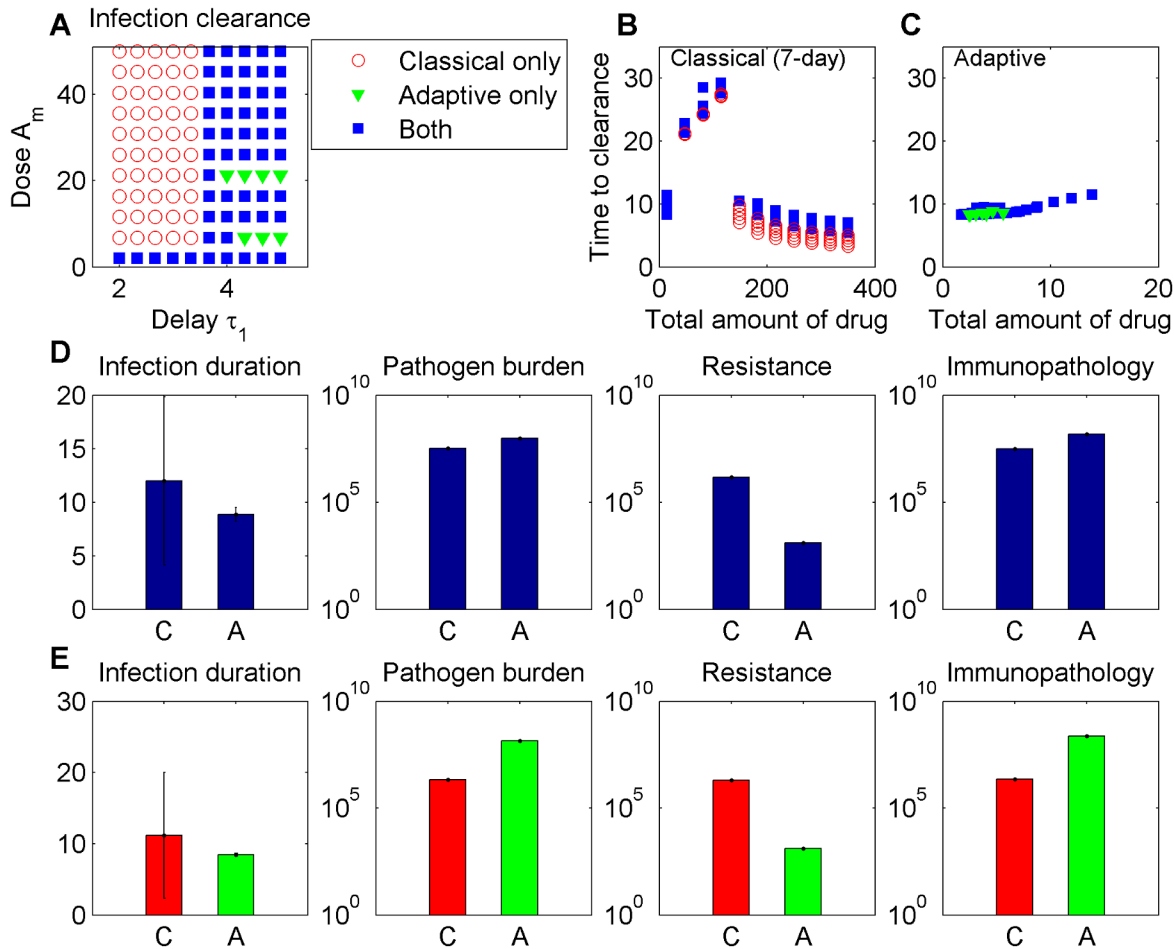 A
Infection clearance
Dose A_m
40
20
0
2
4
Delay τ_1
Classical only
Adaptive only
Both
B
Classical (7-day)
Time to clearance
30
20
10
0
0
200
400
Total amount of drug
C
Adaptive
30
20
10
0
0
10
20
Total amount of drug
D
Infection duration
20
15
10
5
0
C
A
Pathogen burden
10^10
10^5
10^0
C
A
Resistance
10^10
10^5
10^0
C
A
Immunopathology
10^10
10^5
10^0
C
A
E
Infection duration
30
20
10
0
C
A
Pathogen burden
10^10
10^5
10^0
C
A
Resistance
10^10
10^5
10^0
C
A
Immunopathology
10^10
10^5
10^0
C
A